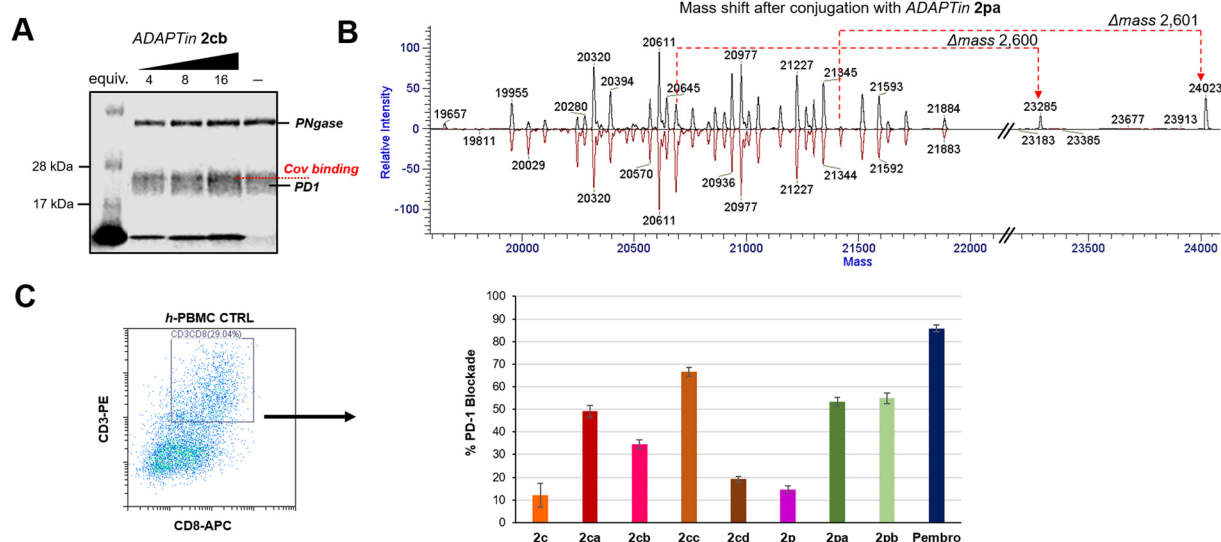 A
ADAPTin 2cb
equiv. 4 8 16 –
PNgase
28 kDa
Cov binding
PD1
17 kDa
B
Mass shift after conjugation with ADAPTin 2pa
Δmass 2,601
Δmass 2,600
Relative Intensity
100
50
0
-50
-100
19657
19955
20280
20320
20394
20611
20645
20977
21227
21345
21593
21884
23285
23677
23913
24023
19811
20029
20320
20570
20611
20936
20977
21227
21344
21592
21883
23183
23385
20000 20500 21000 21500 22000 23500 24000
Mass
C
h-PBMC CTRL
CD3CD8(29.04%)
CD3-PE
CD8-APC
% PD-1 Blockade
100
90
80
70
60
50
40
30
20
10
0
2c 2ca 2cb 2cc 2cd 2p 2pa 2pb Pembro